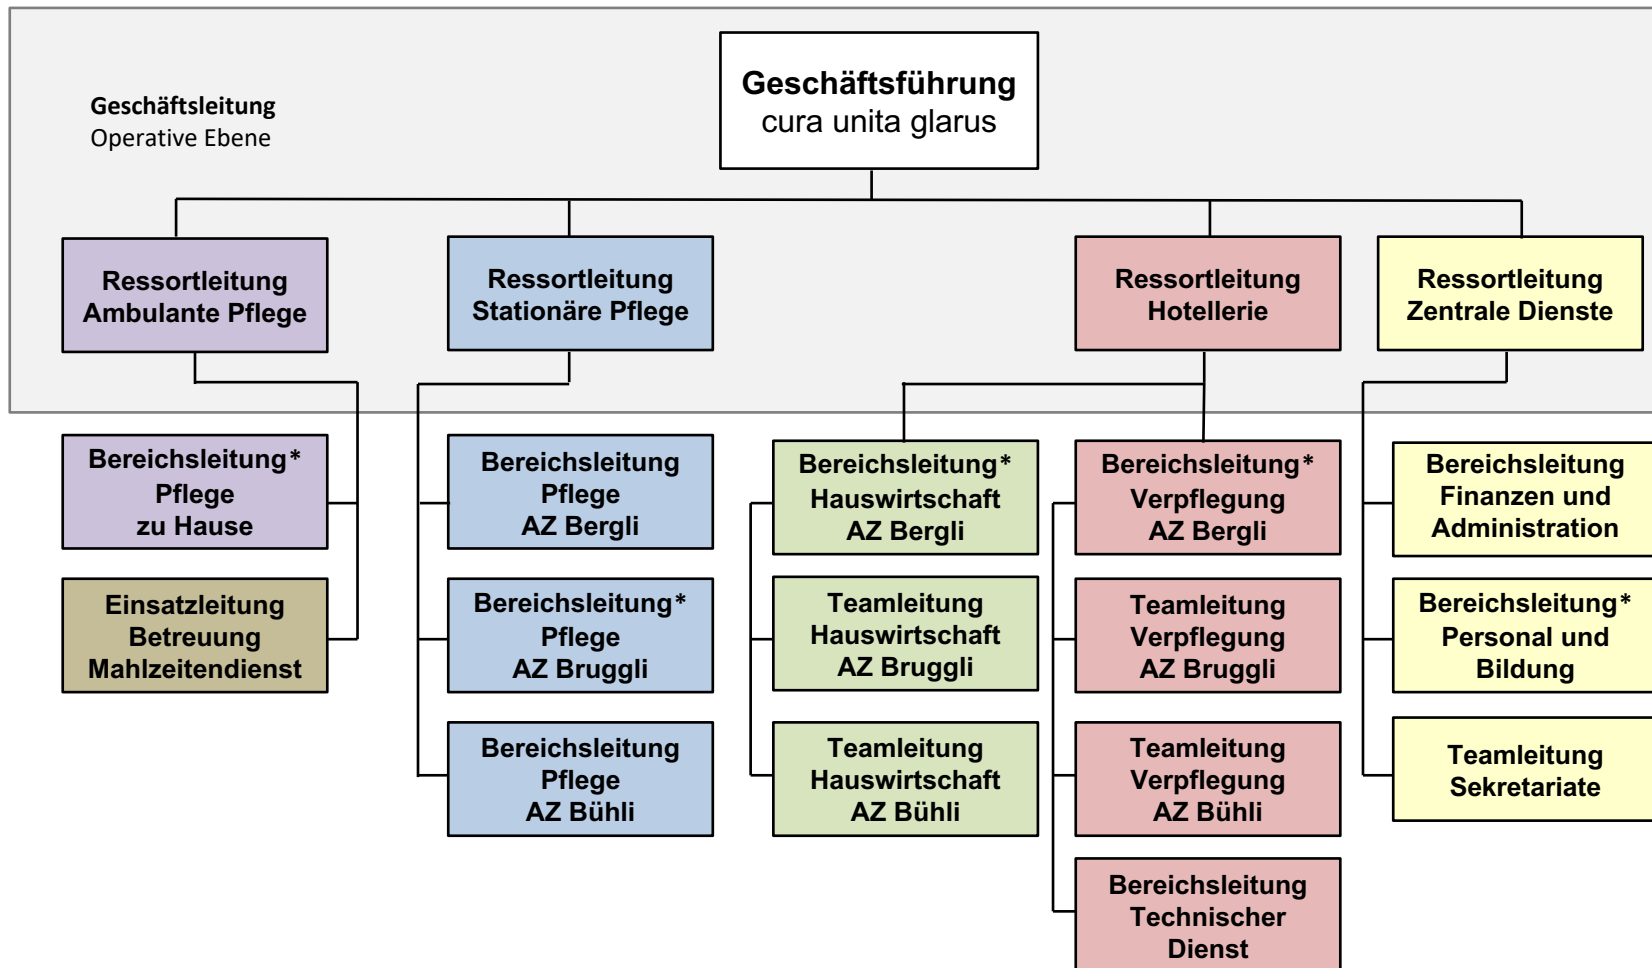 Geschäftsführung
cura unita glarus
Geschäftsleitung
Operative Ebene
Ressortleitung
Ambulante Pflege
Ressortleitung
Stationäre Pflege
Ressortleitung
Hotellerie
Ressortleitung
Zentrale Dienste
Bereichsleitung*
Pflege
zu Hause
Bereichsleitung
Pflege
AZ Bergli
Bereichsleitung*
Hauswirtschaft
AZ Bergli
Bereichsleitung*
Verpflegung
AZ Bergli
Bereichsleitung
Finanzen und
Administration
Einsatzleitung
Betreuung
Mahlzeitendienst
Bereichsleitung*
Pflege
AZ Bruggli
Teamleitung
Hauswirtschaft
AZ Bruggli
Teamleitung
Verpflegung
AZ Bruggli
Bereichsleitung*
Personal und
Bildung
Bereichsleitung
Pflege
AZ Bühli
Teamleitung
Hauswirtschaft
AZ Bühli
Teamleitung
Verpflegung
AZ Bühli
Teamleitung
Sekretariate
Bereichsleitung
Technischer
Dienst